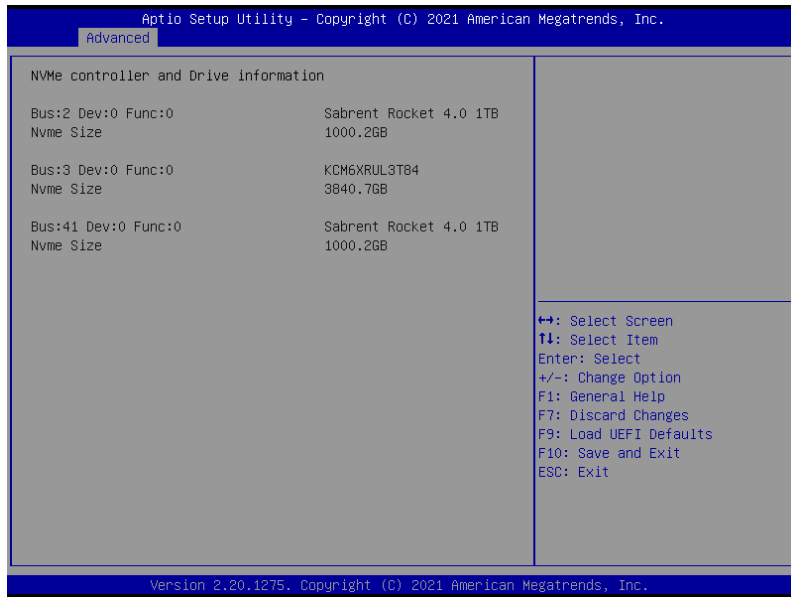 Aptio Setup Utility – Copyright (C) 2021 American Megatrends, Inc.
Advanced
NVMe controller and Drive information
Bus:2 Dev:0 Func:0 Sabrent Rocket 4.0 1TB
Nvme Size 1000.2GB
Bus:3 Dev:0 Func:0 KCM6XRUL3T84
Nvme Size 3840.7GB
Bus:41 Dev:0 Func:0 Sabrent Rocket 4.0 1TB
Nvme Size 1000.2GB
↔: Select Screen
↑↓: Select Item
Enter: Select
+/-: Change Option
F1: General Help
F7: Discard Changes
F9: Load UEFI Defaults
F10: Save and Exit
ESC: Exit
Version 2.20.1275. Copyright (C) 2021 American Megatrends, Inc.